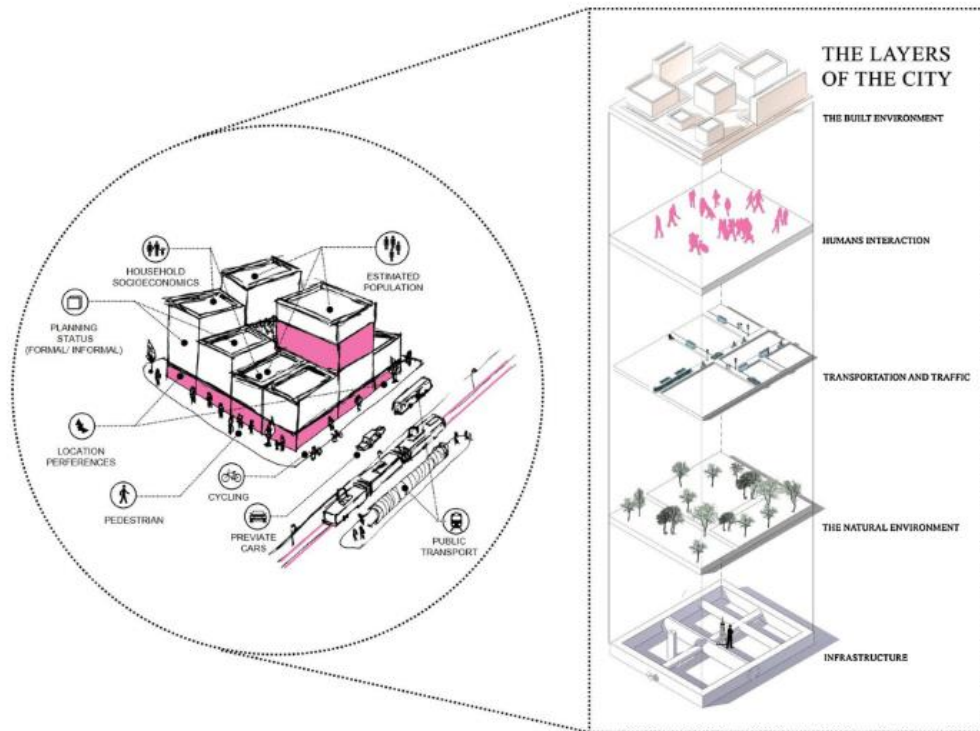 THE LAYERS
OF THE CITY
THE BUILT ENVIRONMENT
HUMANS INTERACTION
TRANSPORTATION AND TRAFFIC
THE NATURAL ENVIRONMENT
INFRASTRUCTURE
HOUSEHOLD
SOCIOECONOMICS
ESTIMATED
POPULATION
PLANNING
STATUS
(FORMAL/ INFORMAL)
LOCATION
PERFERENCES
PEDESTRIAN
CYCLING
PREVIATE
CARS
PUBLIC
TRANSPORT